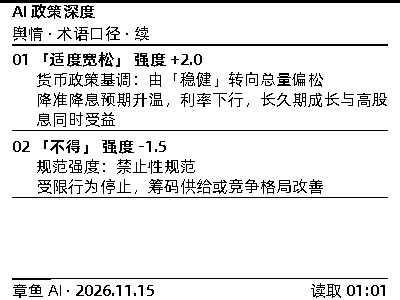 AI 政策深度
舆情 · 术语口径 · 续
01 「适度宽松」 强度 +2.0
货币政策基调：由「稳健」转向总量偏松
降准降息预期升温，利率下行，长久期成长与高股
息同时受益
02 「不得」 强度 -1.5
规范强度：禁止性规范
受限行为停止，筹码供给或竞争格局改善
章鱼 AI · 2026.11.15
读取 01:01